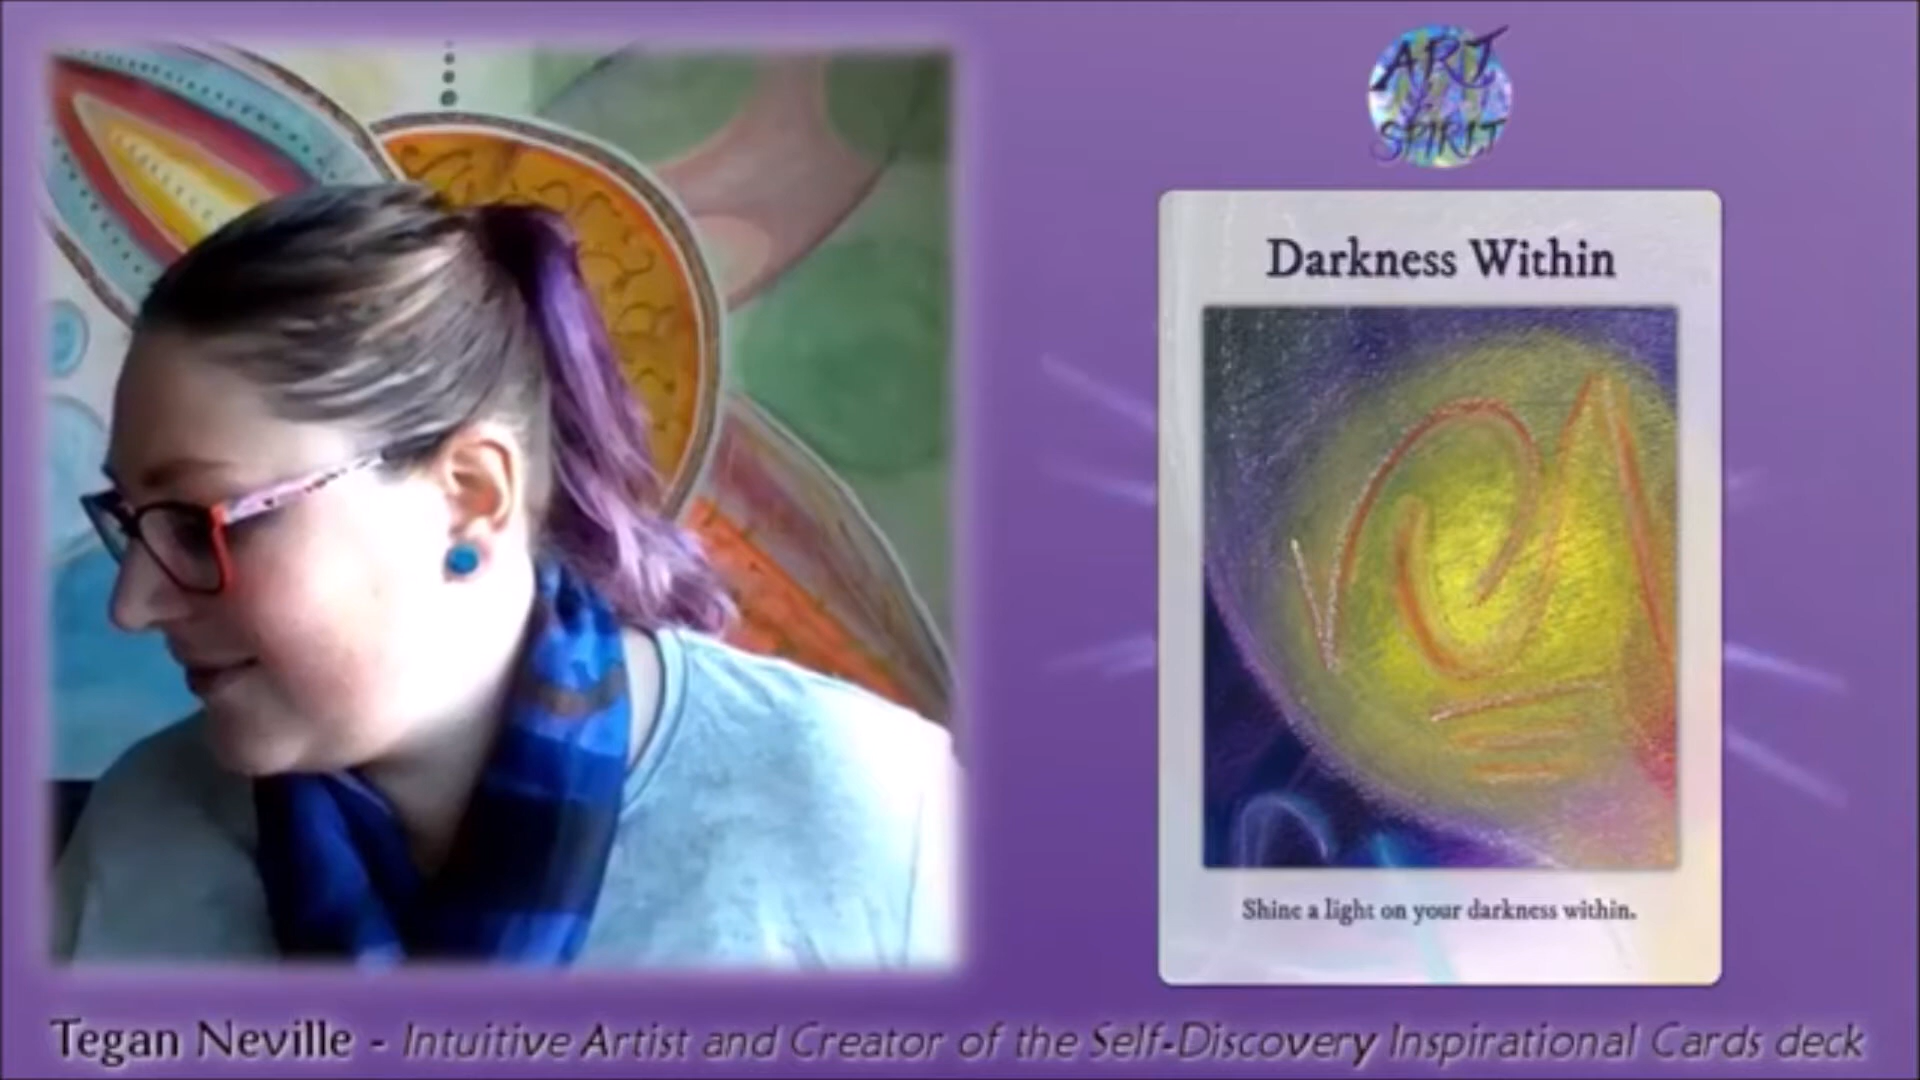 ART
SPIRIT
Darkness Within
Shine a light on your darkness within.
Tegan Neville - Intuitive Artist and Creator of the Self-Discovery Inspirational Cards deck